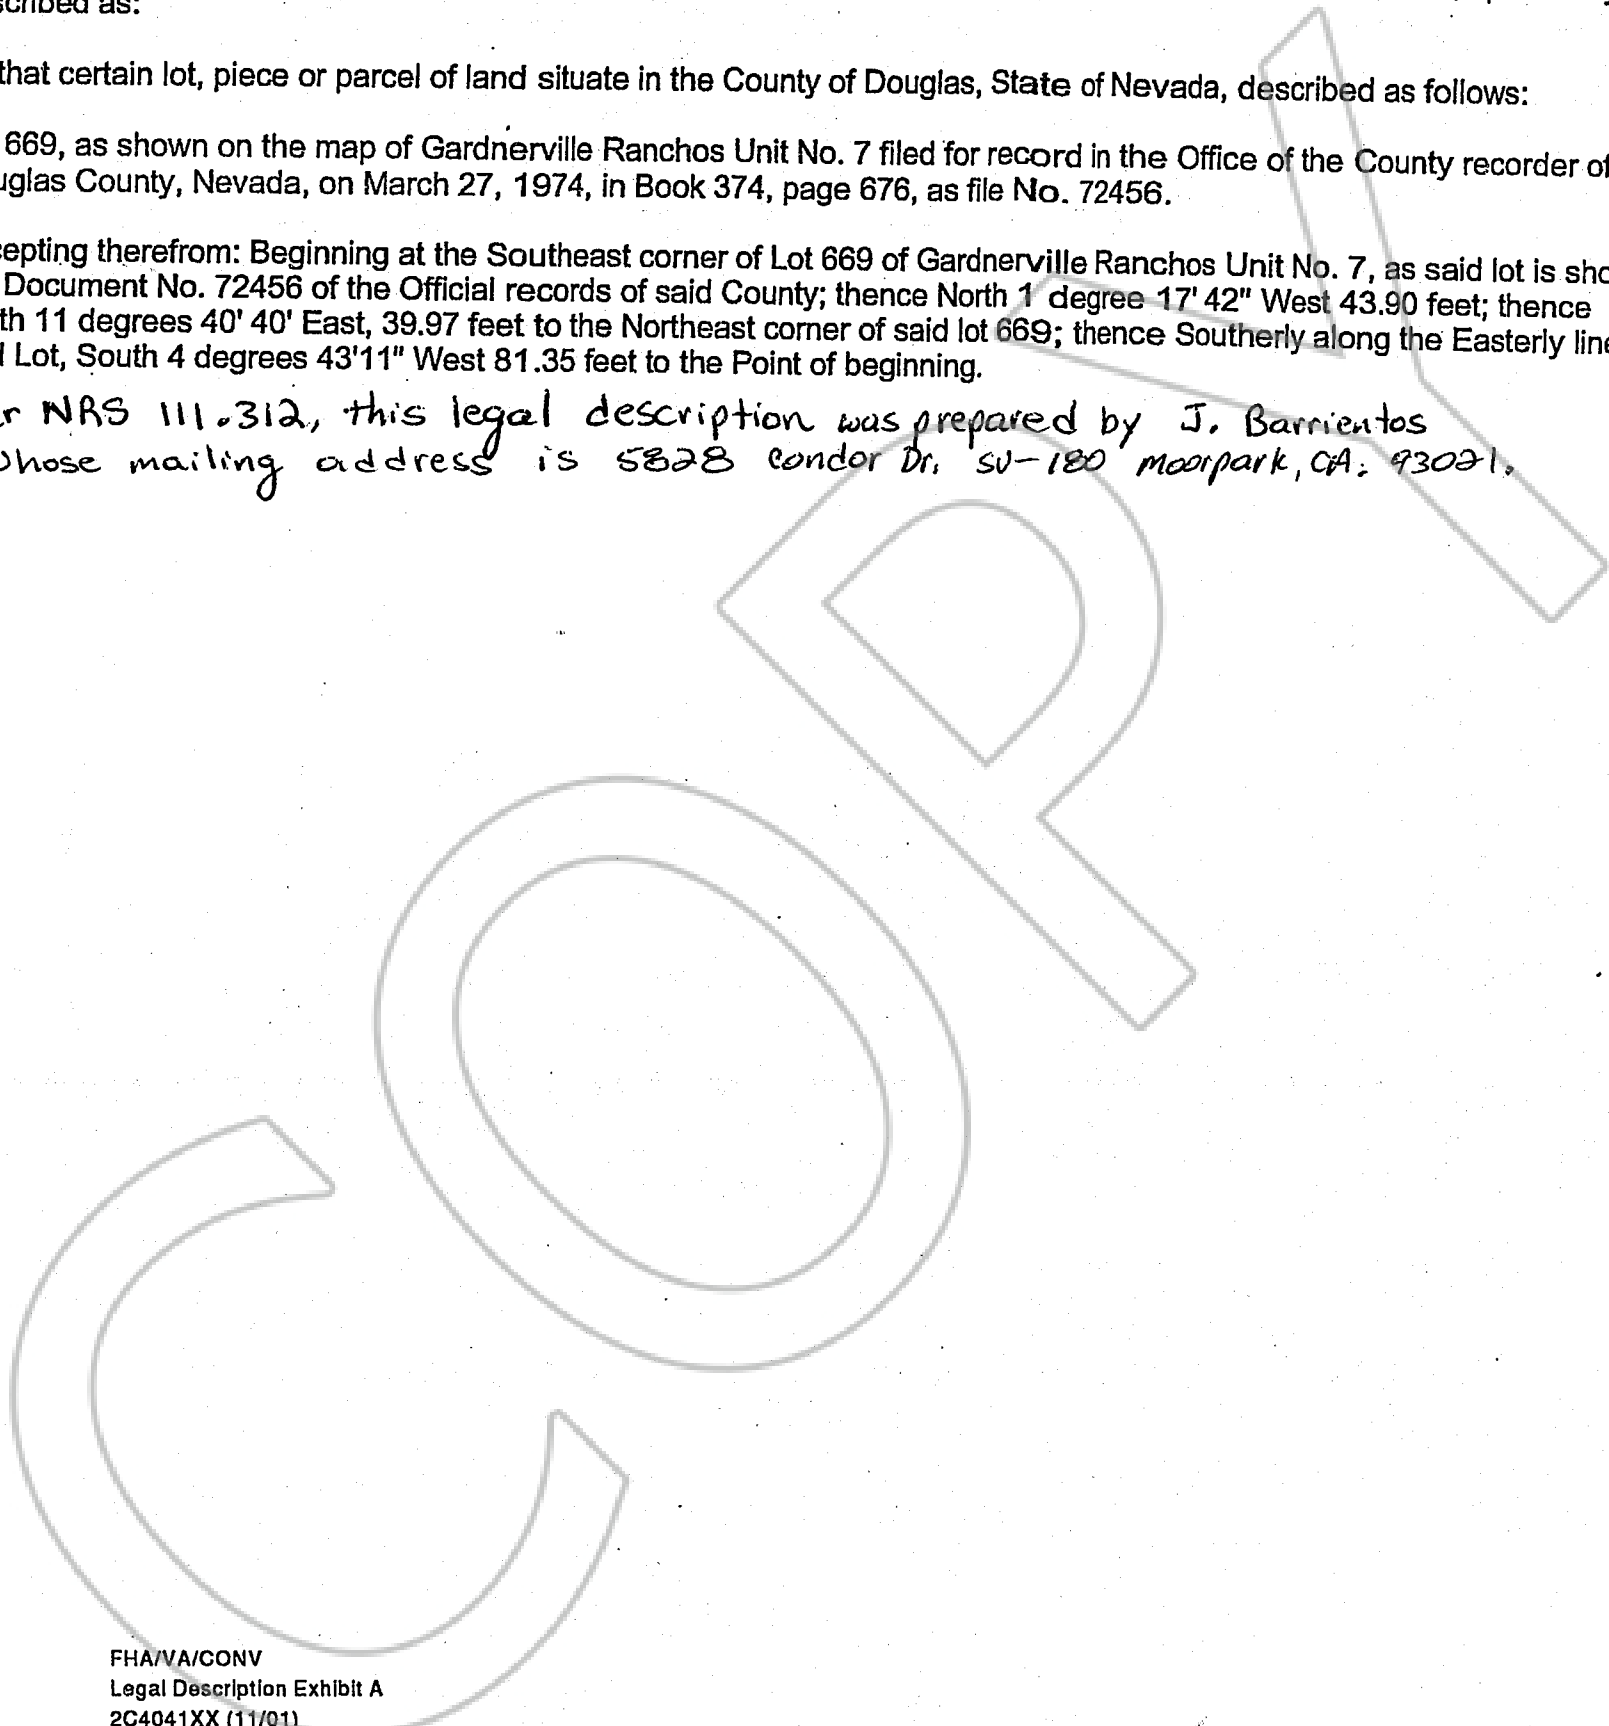 scribed as:
that certain lot, piece or parcel of land situate in the County of Douglas, State of Nevada, described as follows:
669, as shown on the map of Gardnerville Ranchos Unit No. 7 filed for record in the Office of the County recorder of
uglas County, Nevada, on March 27, 1974, in Book 374, page 676, as file No. 72456.
cepting therefrom: Beginning at the Southeast corner of Lot 669 of Gardnerville Ranchos Unit No. 7, as said lot is sho
Document No. 72456 of the Official records of said County; thence North 1 degree 17' 42" West 43.90 feet; thence
th 11 degrees 40' 40' East, 39.97 feet to the Northeast corner of said lot 669; thence Southerly along the Easterly line
Lot, South 4 degrees 43'11" West 81.35 feet to the Point of beginning.
r NRS 111.312, this legal description was prepared by J. Barrientos
whose mailing address is 5828 Condor Dr. SV-180 Moorpark, CA. 93021.
COPY
FHA/VA/CONV
Legal Description Exhibit A
2C4041XX (11/01)